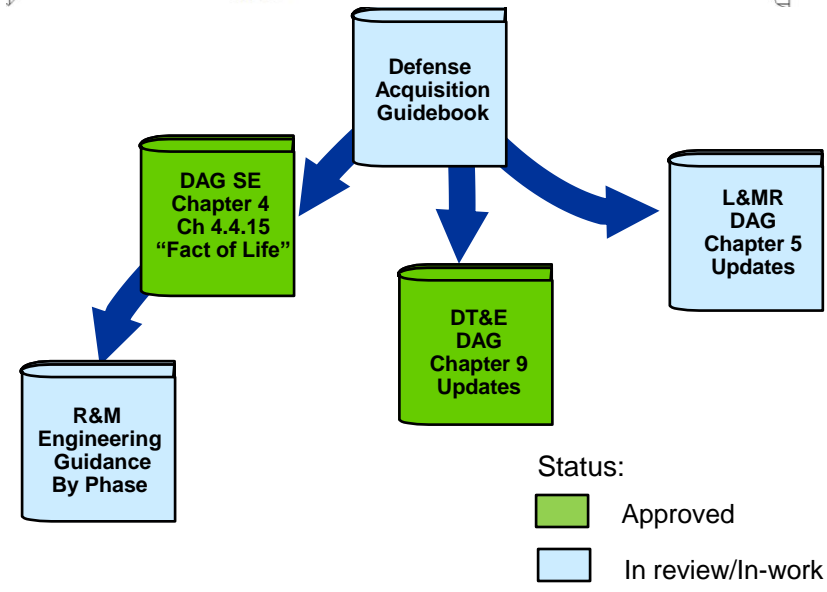 Defense
Acquisition
Guidebook
DAG SE
Chapter 4
Ch 4.4.15
“Fact of Life”
L&MR
DAG
Chapter 5
Updates
DT&E
DAG
Chapter 9
Updates
R&M
Engineering
Guidance
By Phase
Status:
Approved
In review/In-work